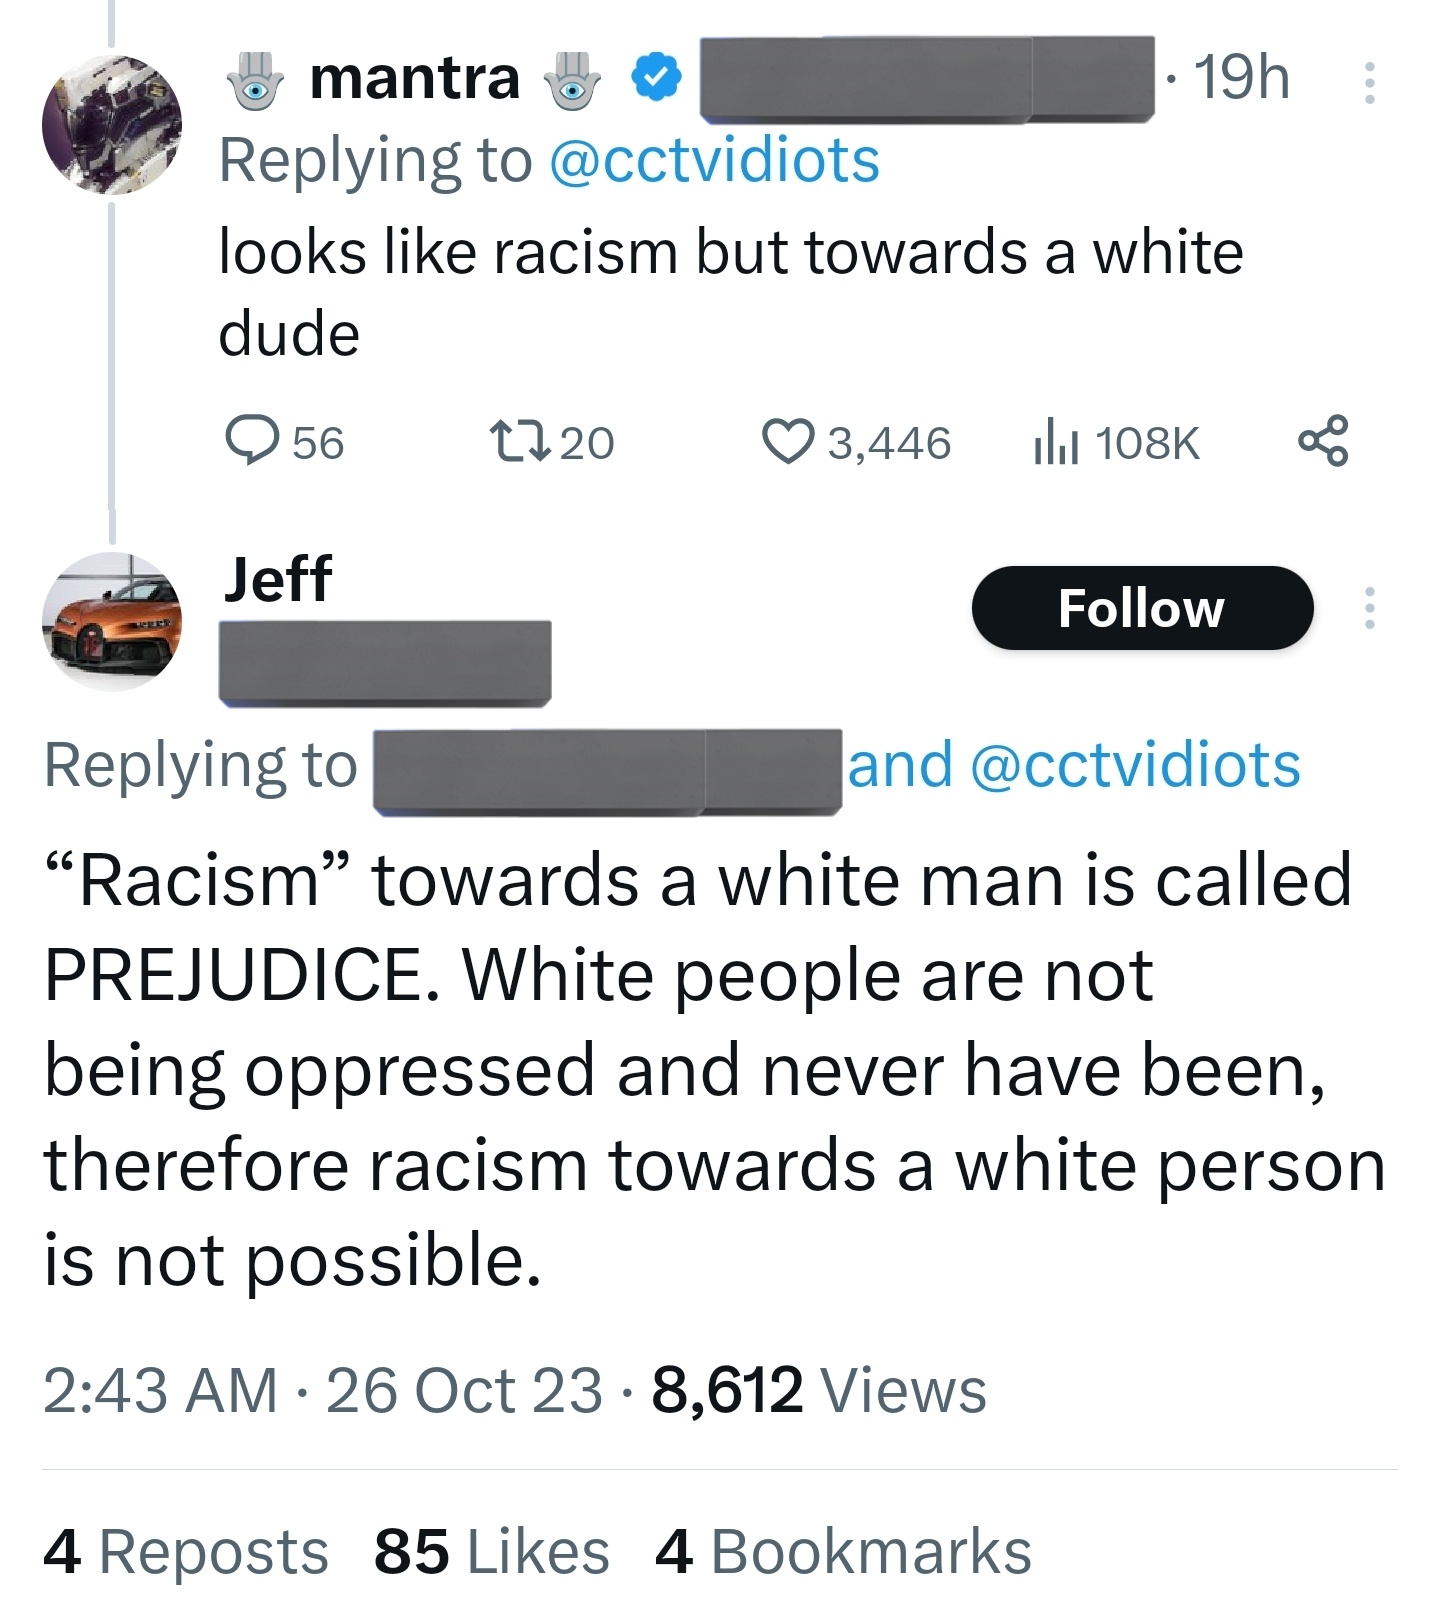 mantra
· 19h
Replying to @cctvidiots
looks like racism but towards a white
dude
56 20 3,446 108K
Jeff
Follow
Replying to and @cctvidiots
“Racism” towards a white man is called
PREJUDICE. White people are not
being oppressed and never have been,
therefore racism towards a white person
is not possible.
2:43 AM · 26 Oct 23 · 8,612 Views
4 Reposts 85 Likes 4 Bookmarks